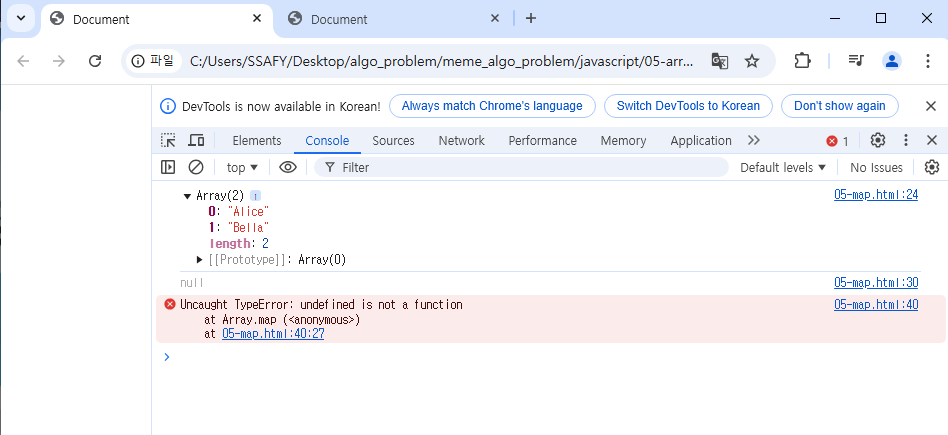 Document
Document
파일 C:/Users/SSAFY/Desktop/algo_problem/meme_algo_problem/javascript/05-arr...
DevTools is now available in Korean! Always match Chrome's language Switch DevTools to Korean Don't show again
Elements Console Sources Network Performance Memory Application 1
top Filter Default levels No Issues
Array(2) i 05-map.html:24
0: "Alice"
1: "Bella"
length: 2
[[Prototype]]: Array(0)
null 05-map.html:30
Uncaught TypeError: undefined is not a function 05-map.html:40
at Array.map (<anonymous>)
at 05-map.html:40:27